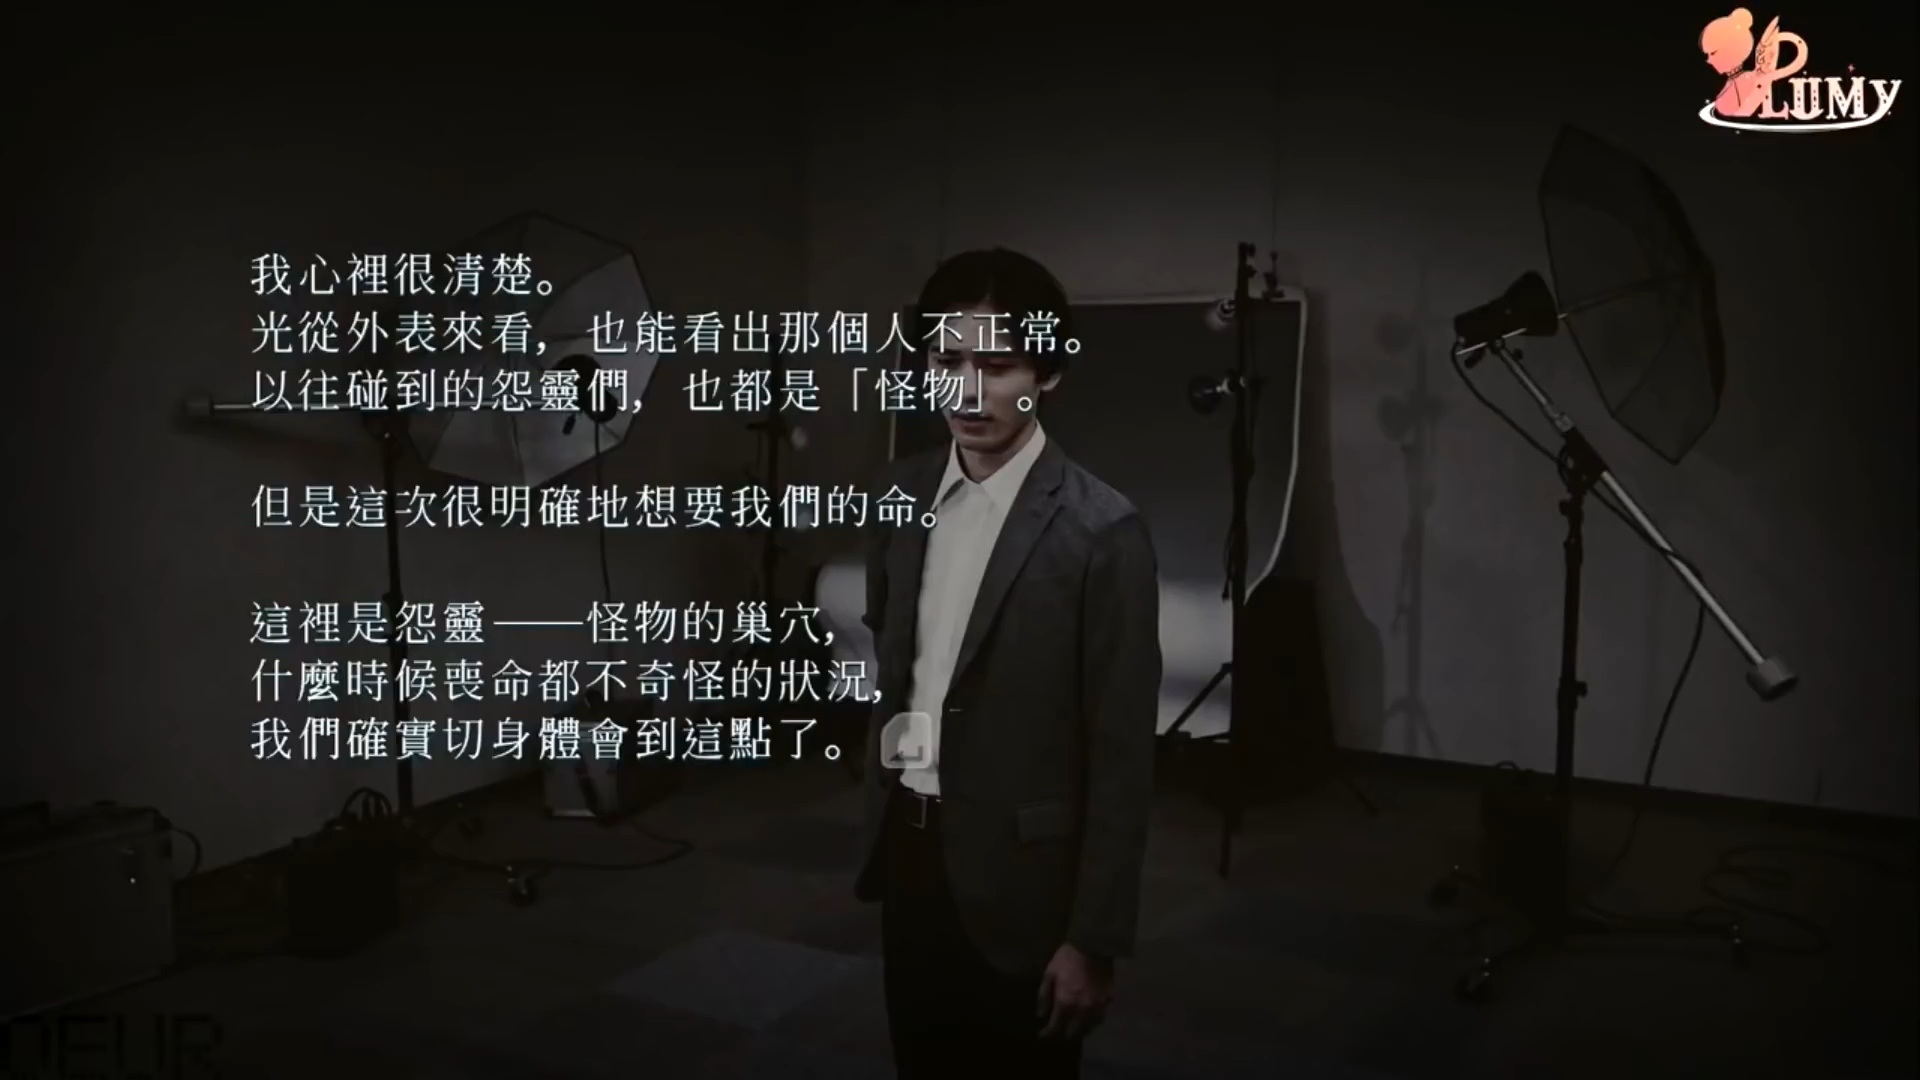 PLUMY
我心裡很清楚。
光從外表來看，也能看出那個人不正常。
以往碰到的怨靈們，也都是「怪物」。
但是這次很明確地想要我們的命。
這裡是怨靈——怪物的巢穴，
什麼時候喪命都不奇怪的狀況，
我們確實切身體會到這點了。